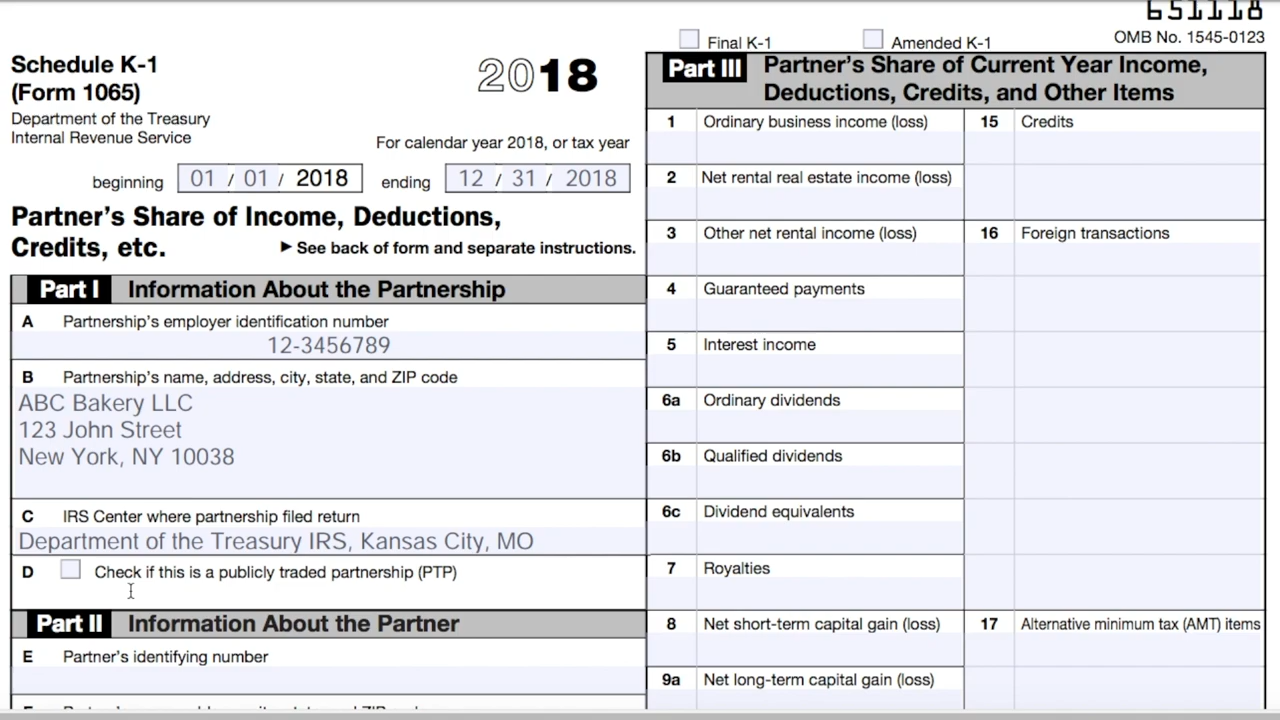 651118
Final K-1 Amended K-1 OMB No. 1545-0123
Schedule K-1
(Form 1065)
2018
Department of the Treasury
Internal Revenue Service
For calendar year 2018, or tax year
beginning 01 / 01 / 2018 ending 12 / 31 / 2018
Partner's Share of Income, Deductions,
Credits, etc. ► See back of form and separate instructions.
Part I Information About the Partnership
A Partnership's employer identification number
12-3456789
B Partnership's name, address, city, state, and ZIP code
ABC Bakery LLC
123 John Street
New York, NY 10038
C IRS Center where partnership filed return
Department of the Treasury IRS, Kansas City, MO
D Check if this is a publicly traded partnership (PTP)
Part II Information About the Partner
E Partner's identifying number
Part III Partner's Share of Current Year Income,
Deductions, Credits, and Other Items
1 Ordinary business income (loss)
2 Net rental real estate income (loss)
3 Other net rental income (loss)
4 Guaranteed payments
5 Interest income
6a Ordinary dividends
6b Qualified dividends
6c Dividend equivalents
7 Royalties
8 Net short-term capital gain (loss)
9a Net long-term capital gain (loss)
15 Credits
16 Foreign transactions
17 Alternative minimum tax (AMT) items